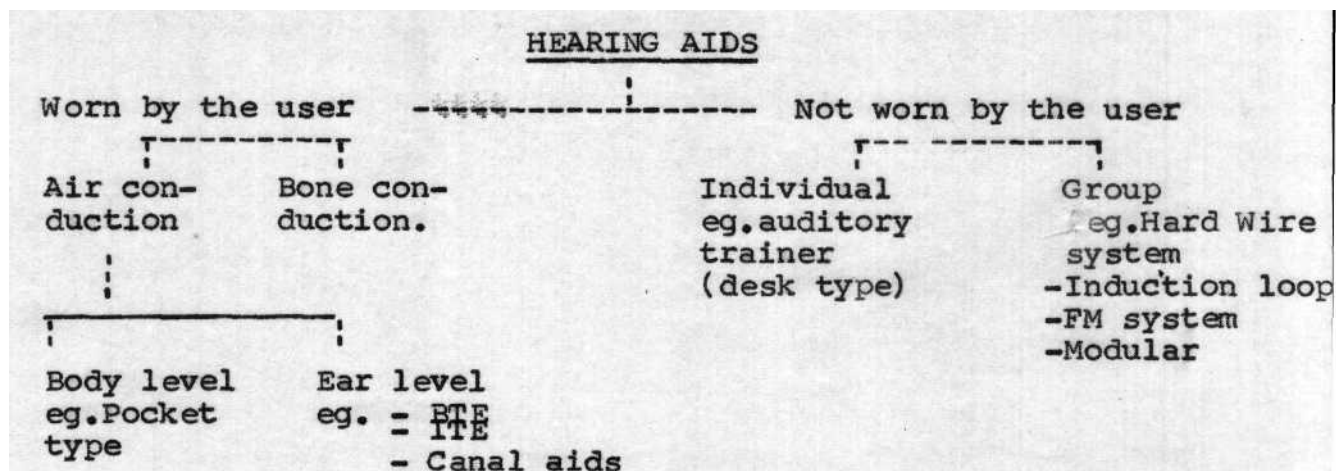 HEARING AIDS
Worn by the user
Not worn by the user
Air con-
duction
Bone con-
duction.
Individual
eg.auditory
trainer
(desk type)
Group
eg.Hard Wire
system
-Induction loop
-FM system
-Modular
Body level
eg.Pocket
type
Ear level
eg. - BTE
- ITE
- Canal aids